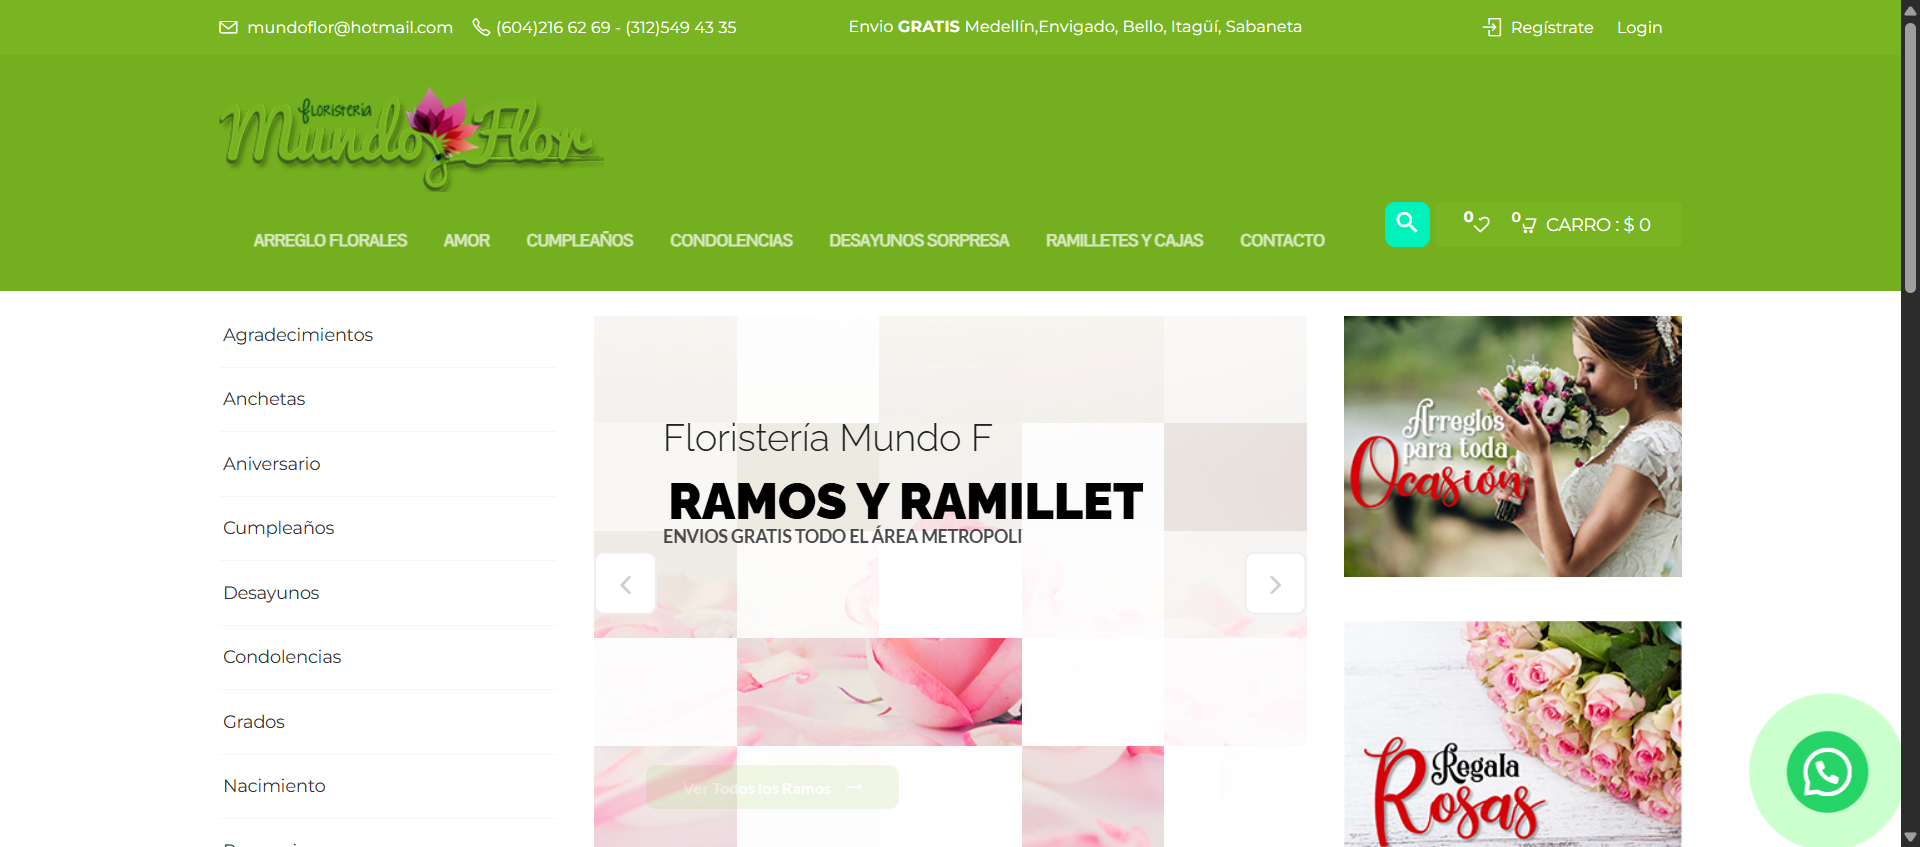 mundoflor@hotmail.com (604)216 62 69 - (312)549 43 35 Envio GRATIS Medellín,Envigado, Bello, Itagüí, Sabaneta Regístrate Login
floristería
Mundo Flor
ARREGLO FLORALES AMOR CUMPLEAÑOS CONDOLENCIAS DESAYUNOS SORPRESA RAMILLETES Y CAJAS CONTACTO
0 0 CARRO : $ 0
Agradecimientos
Anchetas
Aniversario
Cumpleaños
Desayunos
Condolencias
Grados
Nacimiento
Floristería Mundo F
RAMOS Y RAMILLET
ENVIOS GRATIS TODO EL ÁREA METROPOLI
Ver Todos los Ramos
Arreglos
para toda
Ocasión
Regala
Rosas